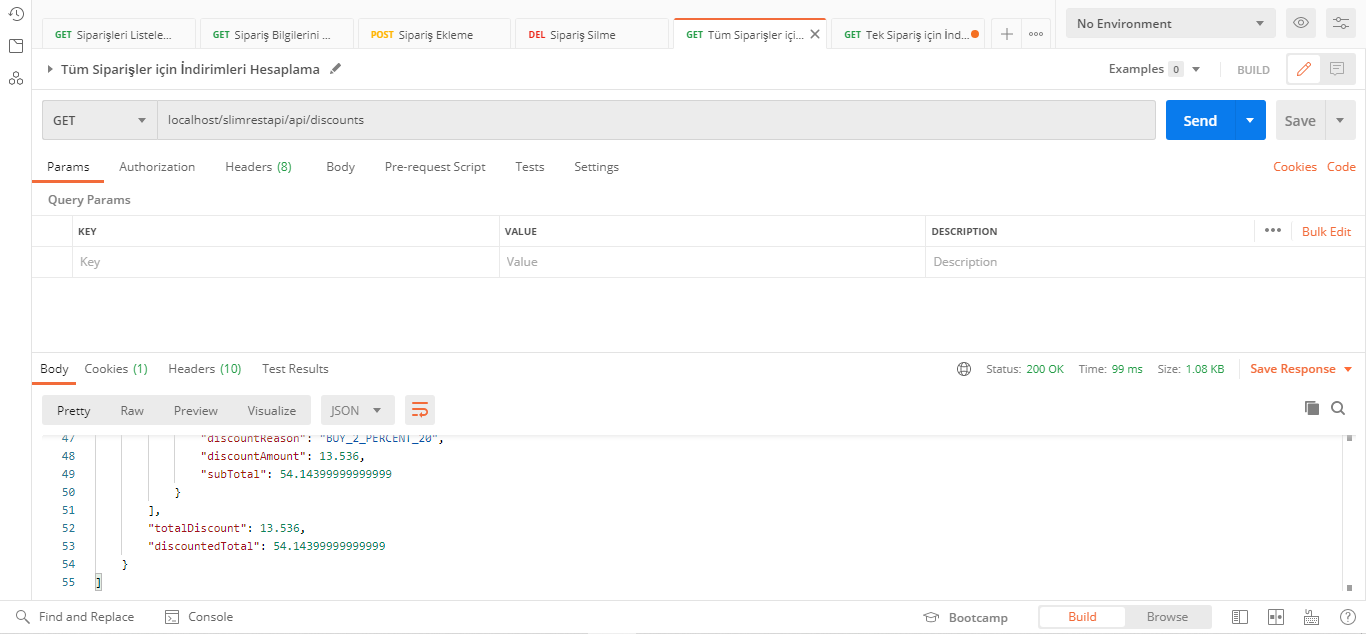 GET Siparişleri Listele...
GET Sipariş Bilgilerini ...
POST Sipariş Ekleme
DEL Sipariş Silme
GET Tüm Siparişler içi...
GET Tek Sipariş için İnd...
No Environment
Tüm Siparişler için İndirimleri Hesaplama
Examples 0
BUILD
GET localhost/slimrestapi/api/discounts
Send
Save
Params Authorization Headers (8) Body Pre-request Script Tests Settings
Cookies Code
Query Params
KEY VALUE DESCRIPTION
Bulk Edit
Key Value Description
Body Cookies (1) Headers (10) Test Results
Status: 200 OK Time: 99 ms Size: 1.08 KB
Save Response
Pretty Raw Preview Visualize JSON
47 "discountReason": "BUY_2_PERCENT_20",
48 "discountAmount": 13.536,
49 "subTotal": 54.14399999999999
50 }
51 ],
52 "totalDiscount": 13.536,
53 "discountedTotal": 54.14399999999999
54 }
55 ]
Find and Replace Console
Bootcamp
Build Browse